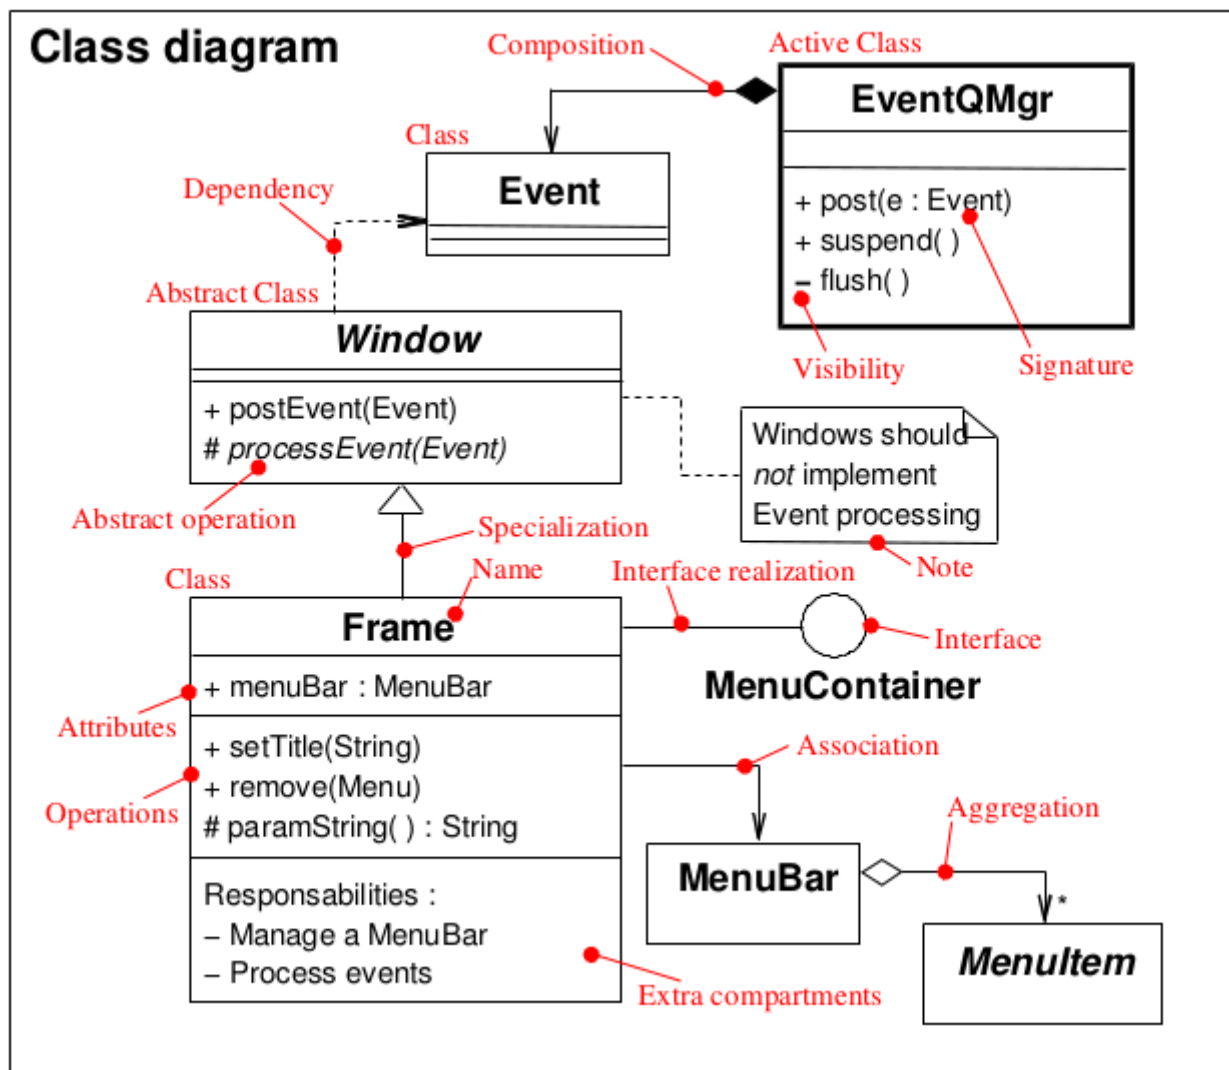 Class diagram
Composition
Active Class
EventQMgr
Class
Event
+ post(e : Event)
+ suspend( )
– flush( )
Dependency
Visibility
Signature
Abstract Class
Window
+ postEvent(Event)
# processEvent(Event)
Abstract operation
Windows should
not implement
Event processing
Note
Specialization
Class
Name
Interface realization
Frame
Interface
MenuContainer
+ menuBar : MenuBar
Attributes
+ setTitle(String)
+ remove(Menu)
# paramString( ) : String
Operations
Association
Aggregation
MenuBar
*
MenuItem
Responsabilities :
– Manage a MenuBar
– Process events
Extra compartments